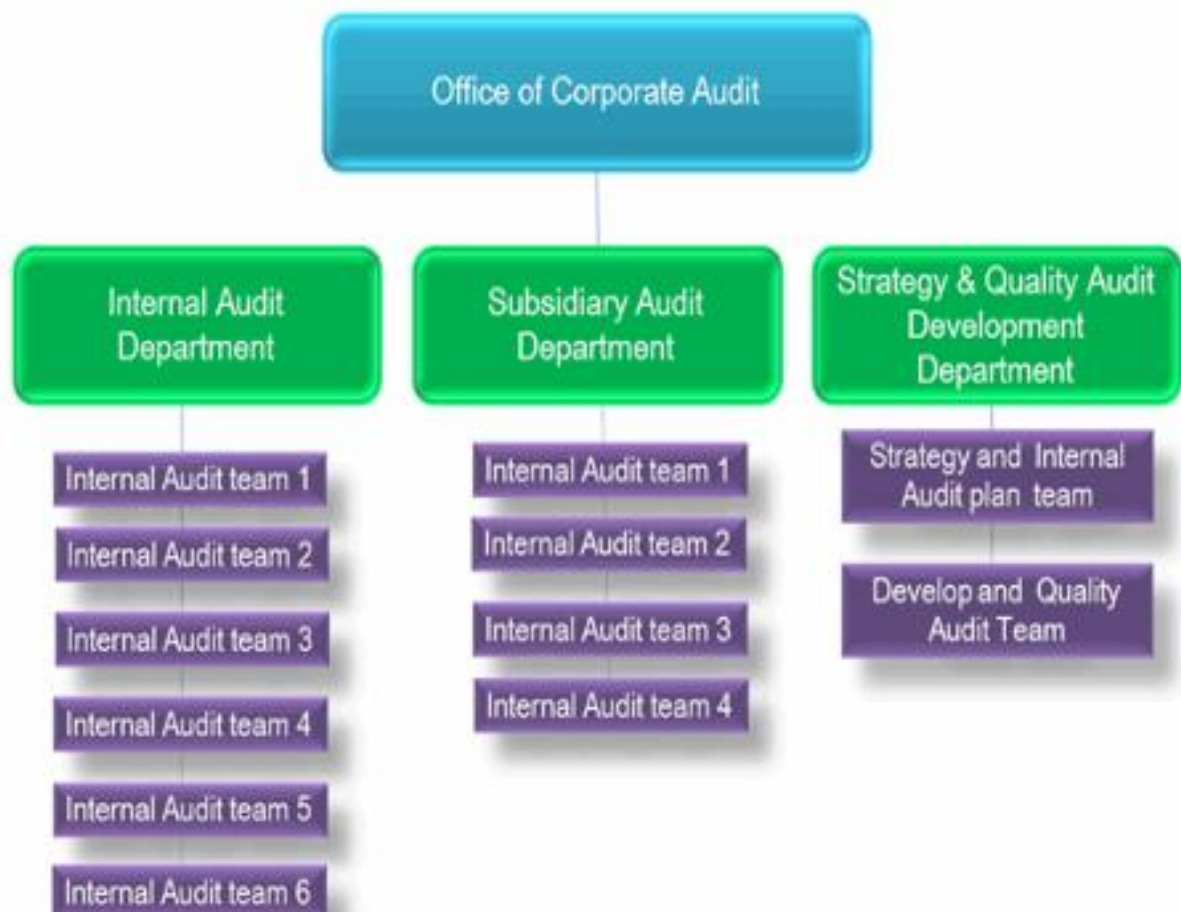 Office of Corporate Audit
Internal Audit
Department
Subsidiary Audit
Department
Strategy & Quality Audit
Development
Department
Internal Audit team 1
Internal Audit team 2
Internal Audit team 3
Internal Audit team 4
Internal Audit team 5
Internal Audit team 6
Internal Audit team 1
Internal Audit team 2
Internal Audit team 3
Internal Audit team 4
Strategy and Internal
Audit plan team
Develop and Quality
Audit Team